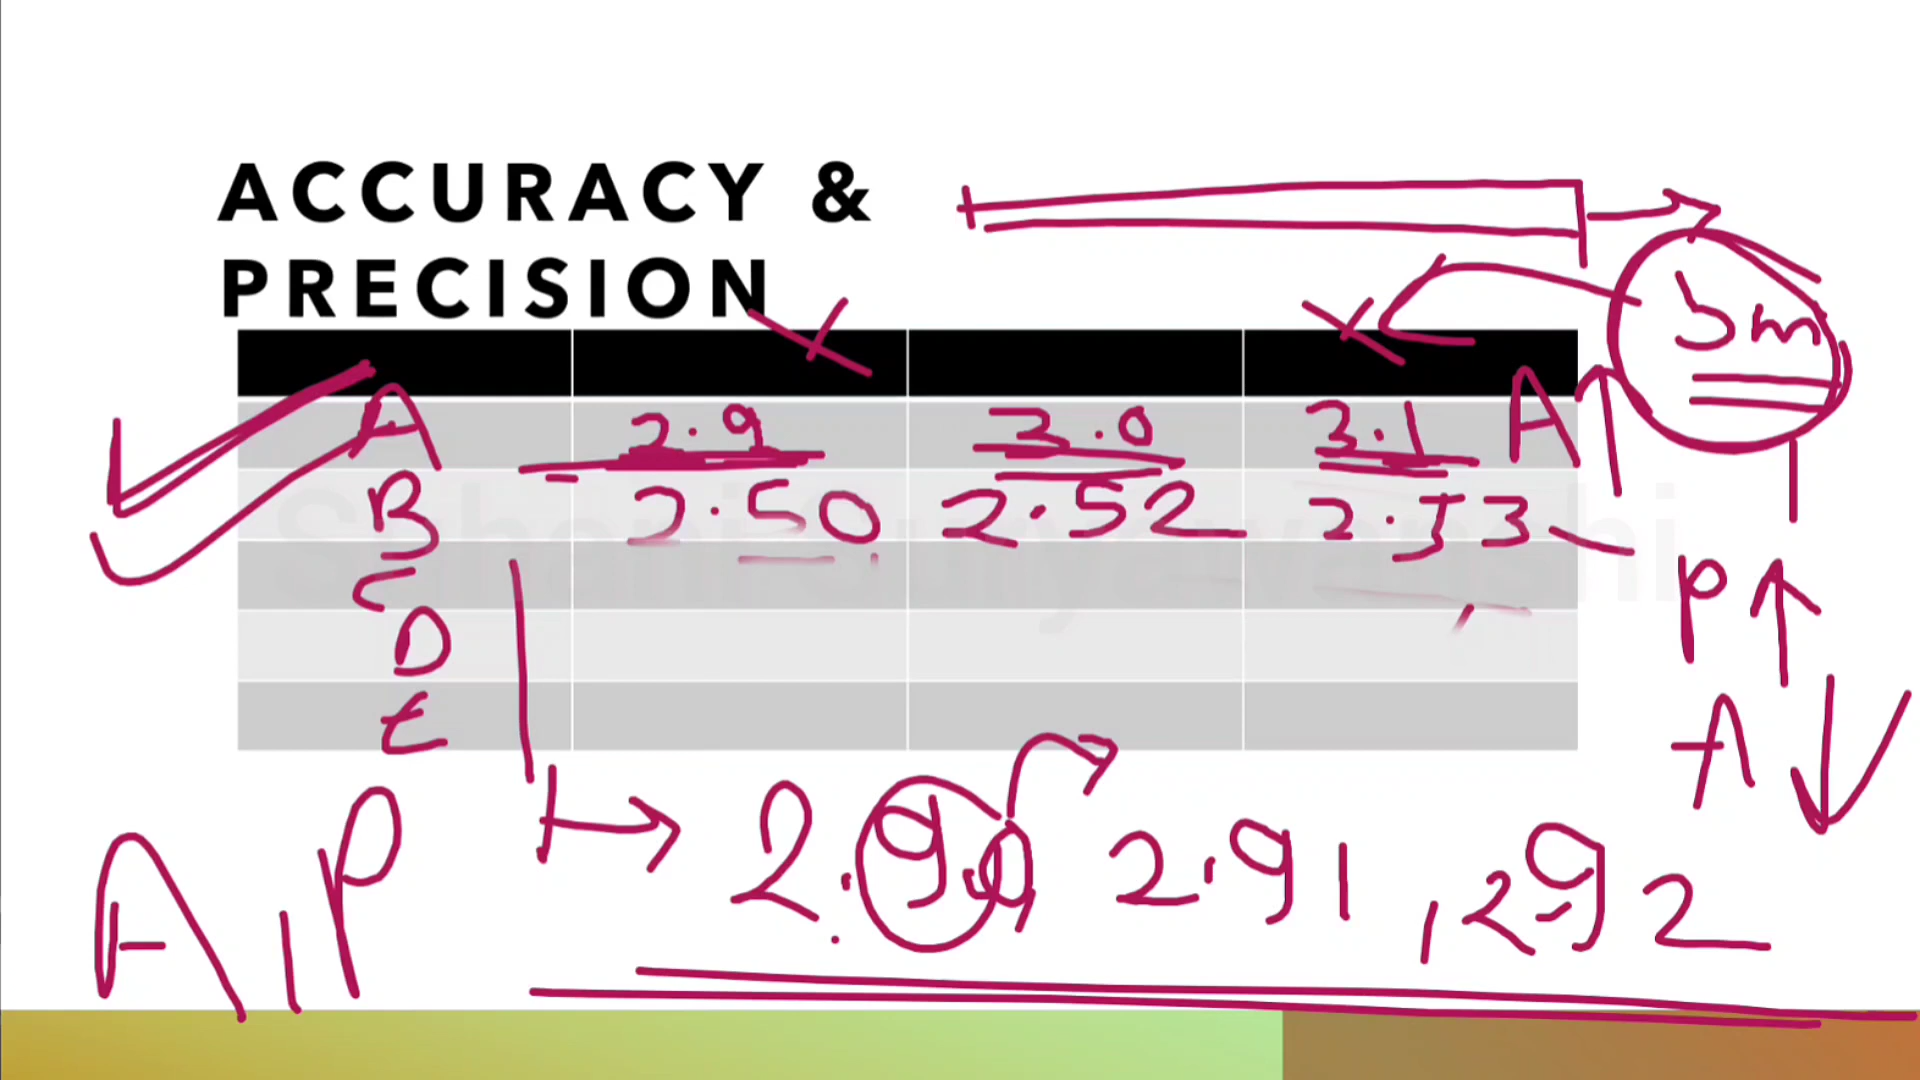 ACCURACY &
PRECISION
3m
A 2.9 3.0 3.1 A↑
B 2.50 2.52 2.53
C
D
E
P↑
A↓
A, P
→ 2.90, 2.91, 2.92